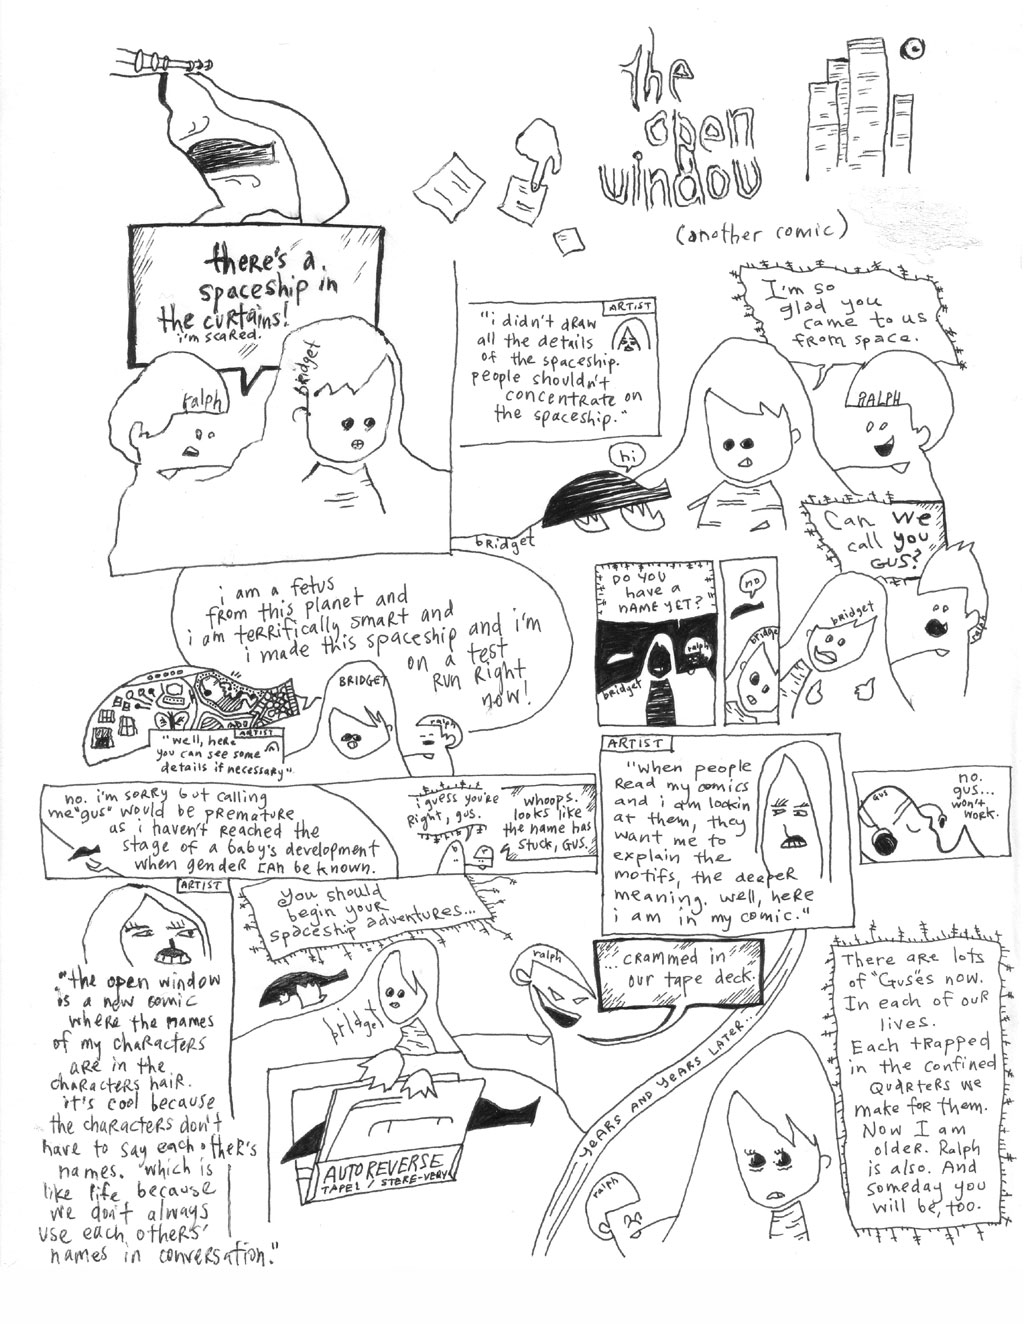 the
open
window
(another comic)
there's a
spaceship in
the curtains!
i'm scared.
ralph
bridget
ARTIST
"i didn't draw
all the details
of the spaceship.
people shouldn't
concentrate on
the spaceship."
I'm so
glad you
came to us
from space.
RALPH
hi
bridget
Can we
call you
GUS?
i am a fetus
from this planet and
i am terrifically smart and
i made this spaceship and i'm
on a test
run right
now!
BRIDGET
ralph
ARTIST
"well, here
you can see some
details if necessary"
DO you
have a
NAME YET?
ralph
bridget
no
bridge
bridget
ralph
no. i'm sorry but calling
me "gus" would be premature
as i haven't reached the
stage of a baby's development
when gender can be known.
i guess you're
right, gus.
whoops.
looks like
the name has
stuck, GUS.
ARTIST
"when people
read my comics
and i am lookin
at them, they
want me to
explain the
motifs, the deeper
meaning. well, here
i am in my comic."
no.
gus...
won't
work.
GUS
ARTIST
"the open window
is a new comic
where the names
of my characters
are in the
characters hair.
it's cool because
the characters don't
have to say each other's
names. which is
like life because
we don't always
use each others'
names in conversation."
you should
begin your
spaceship adventures...
bridget
ralph
...crammed in
our tape deck.
AUTO REVERSE
TAPE 1 / STERE-VERY
years and years later...
ralph
There are lots
of "Gus"es now.
In each of our
lives.
Each trapped
in the confined
quarters we
make for them.
Now I am
older. Ralph
is also. And
someday you
will be, too.